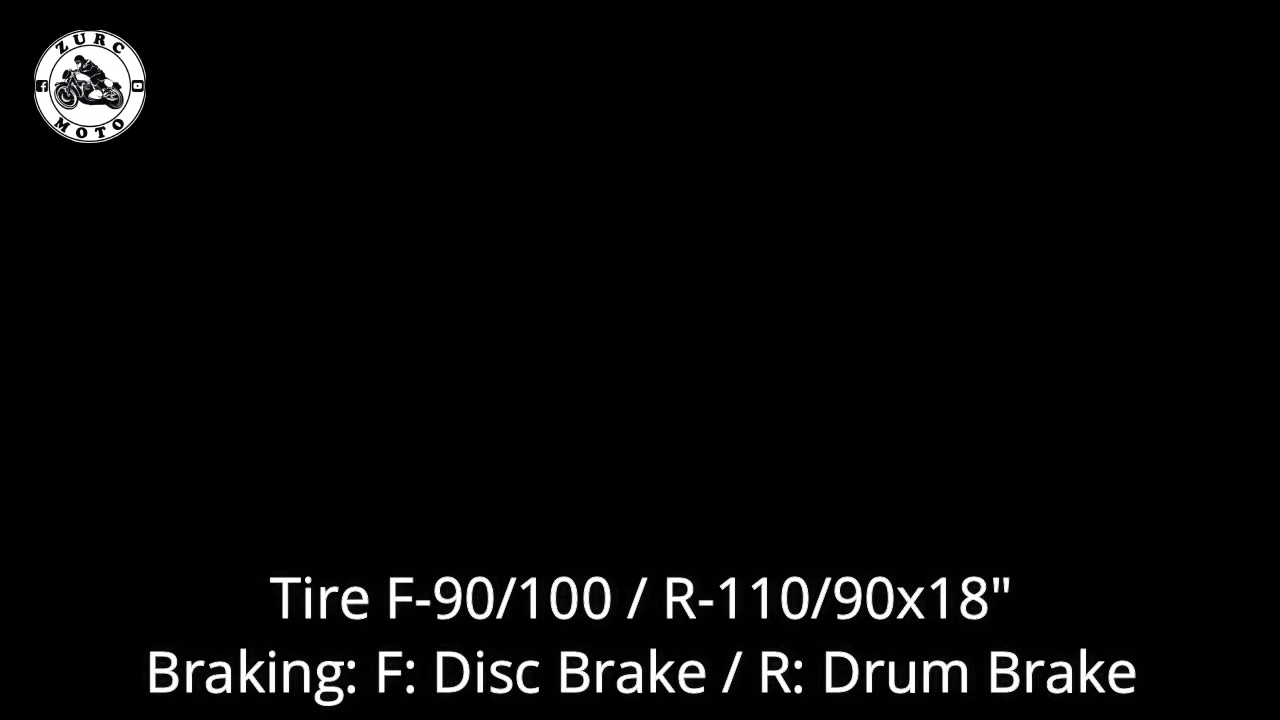 ZURC
MOTO
Tire F-90/100 / R-110/90x18"
Braking: F: Disc Brake / R: Drum Brake